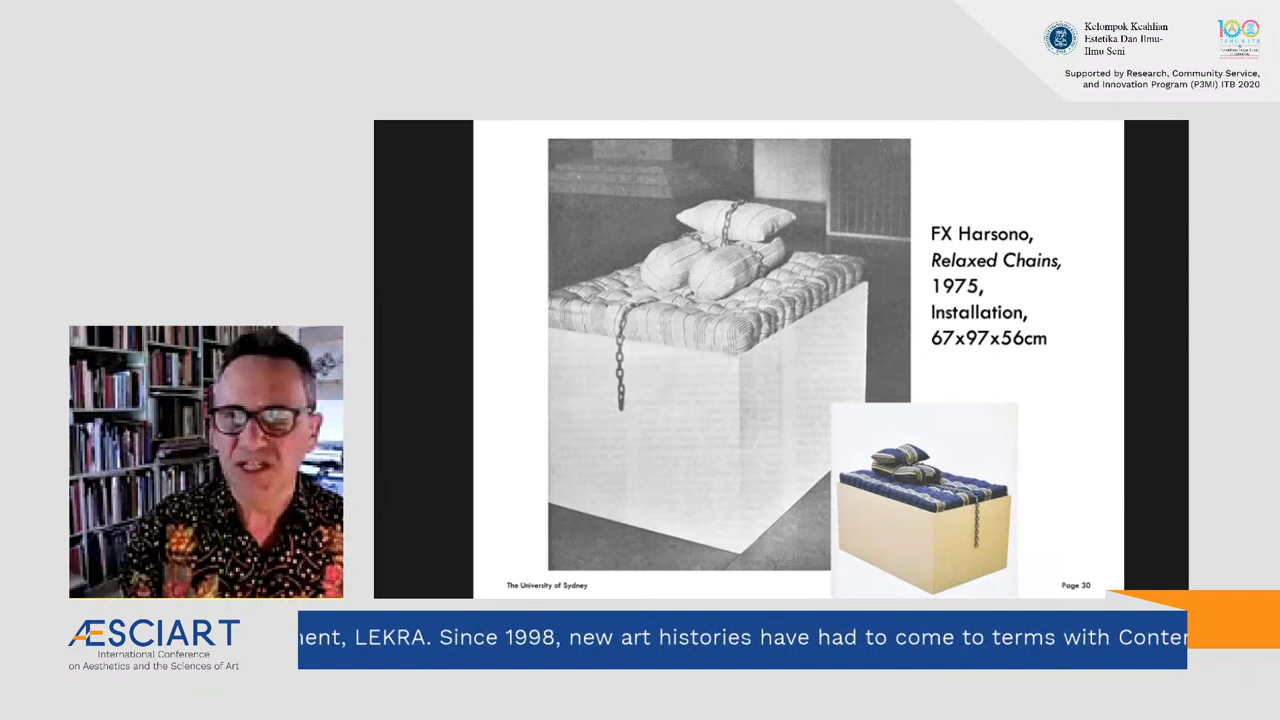 Kelompok Keahlian
Estetika Dan Ilmu-
Ilmu Seni
100
Supported by Research, Community Service,
and Innovation Program (P3MI) ITB 2020
FX Harsono,
Relaxed Chains,
1975,
Installation,
67x97x56cm
The University of Sydney
Page 30
ÆSCIART
International Conference
on Aesthetics and the Sciences of Art
nent, LEKRA. Since 1998, new art histories have had to come to terms with Conter